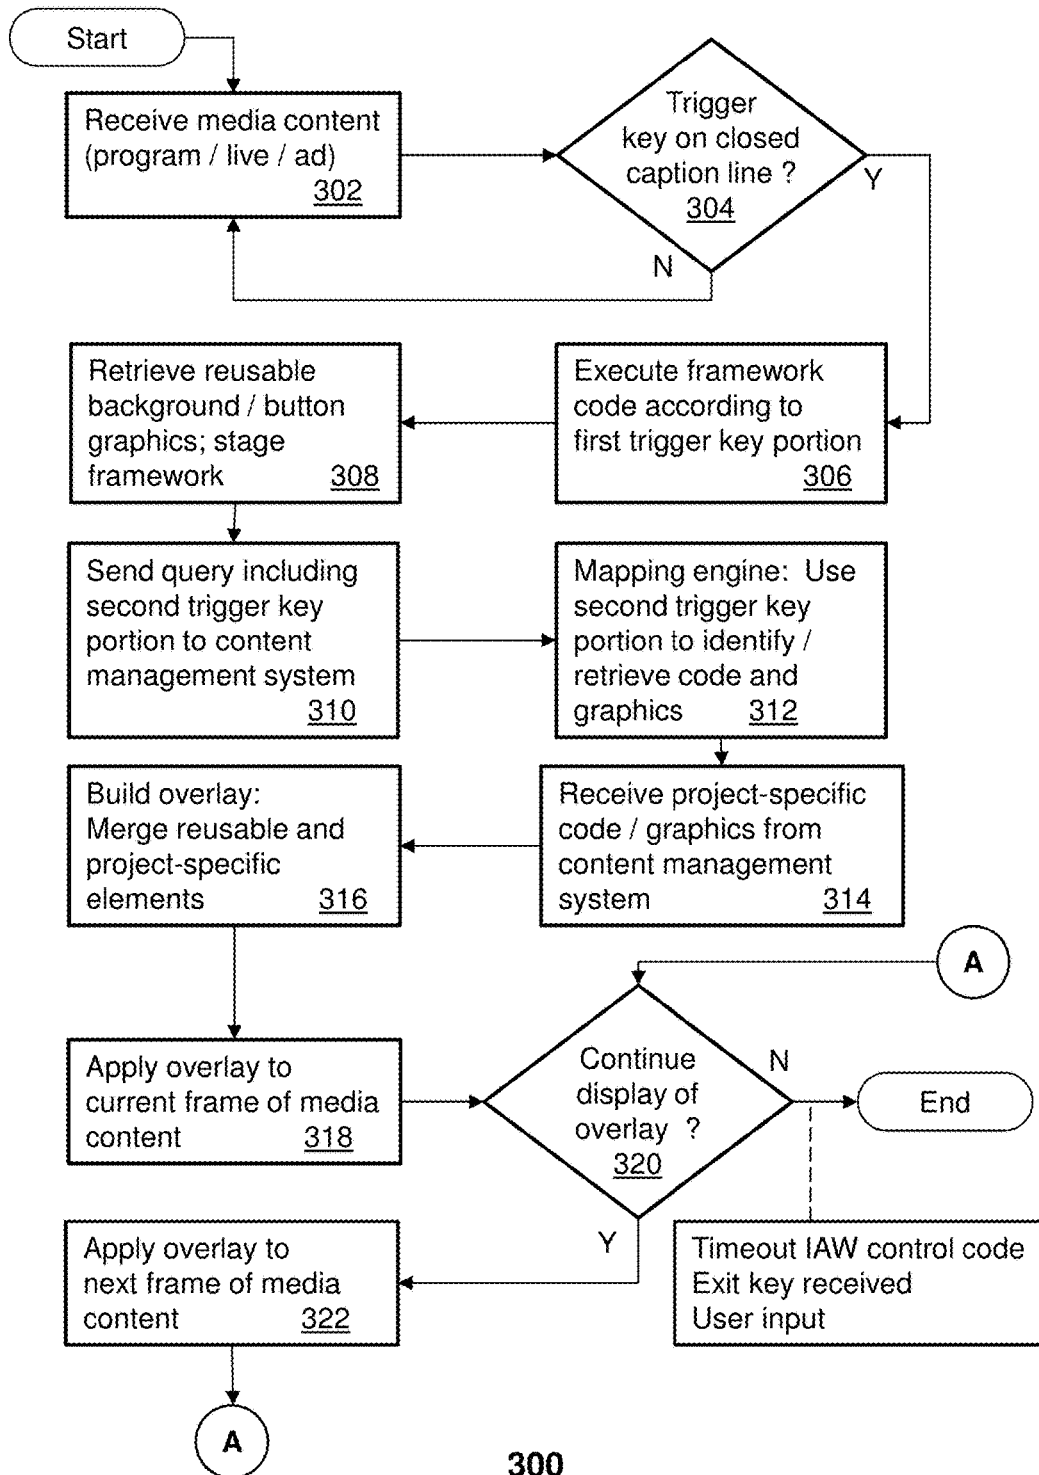 Start
Receive media content
(program / live / ad)
302
Trigger
key on closed
caption line ?
304
Y
N
Execute framework
code according to
first trigger key portion
306
Retrieve reusable
background / button
graphics; stage
framework 308
Send query including
second trigger key
portion to content
management system
310
Mapping engine: Use
second trigger key
portion to identify /
retrieve code and
graphics 312
Receive project-specific
code / graphics from
content management
system 314
Build overlay:
Merge reusable and
project-specific
elements 316
A
Apply overlay to
current frame of media
content 318
Continue
display of
overlay ?
320
N
End
Y
Timeout IAW control code
Exit key received
User input
Apply overlay to
next frame of media
content 322
A
300